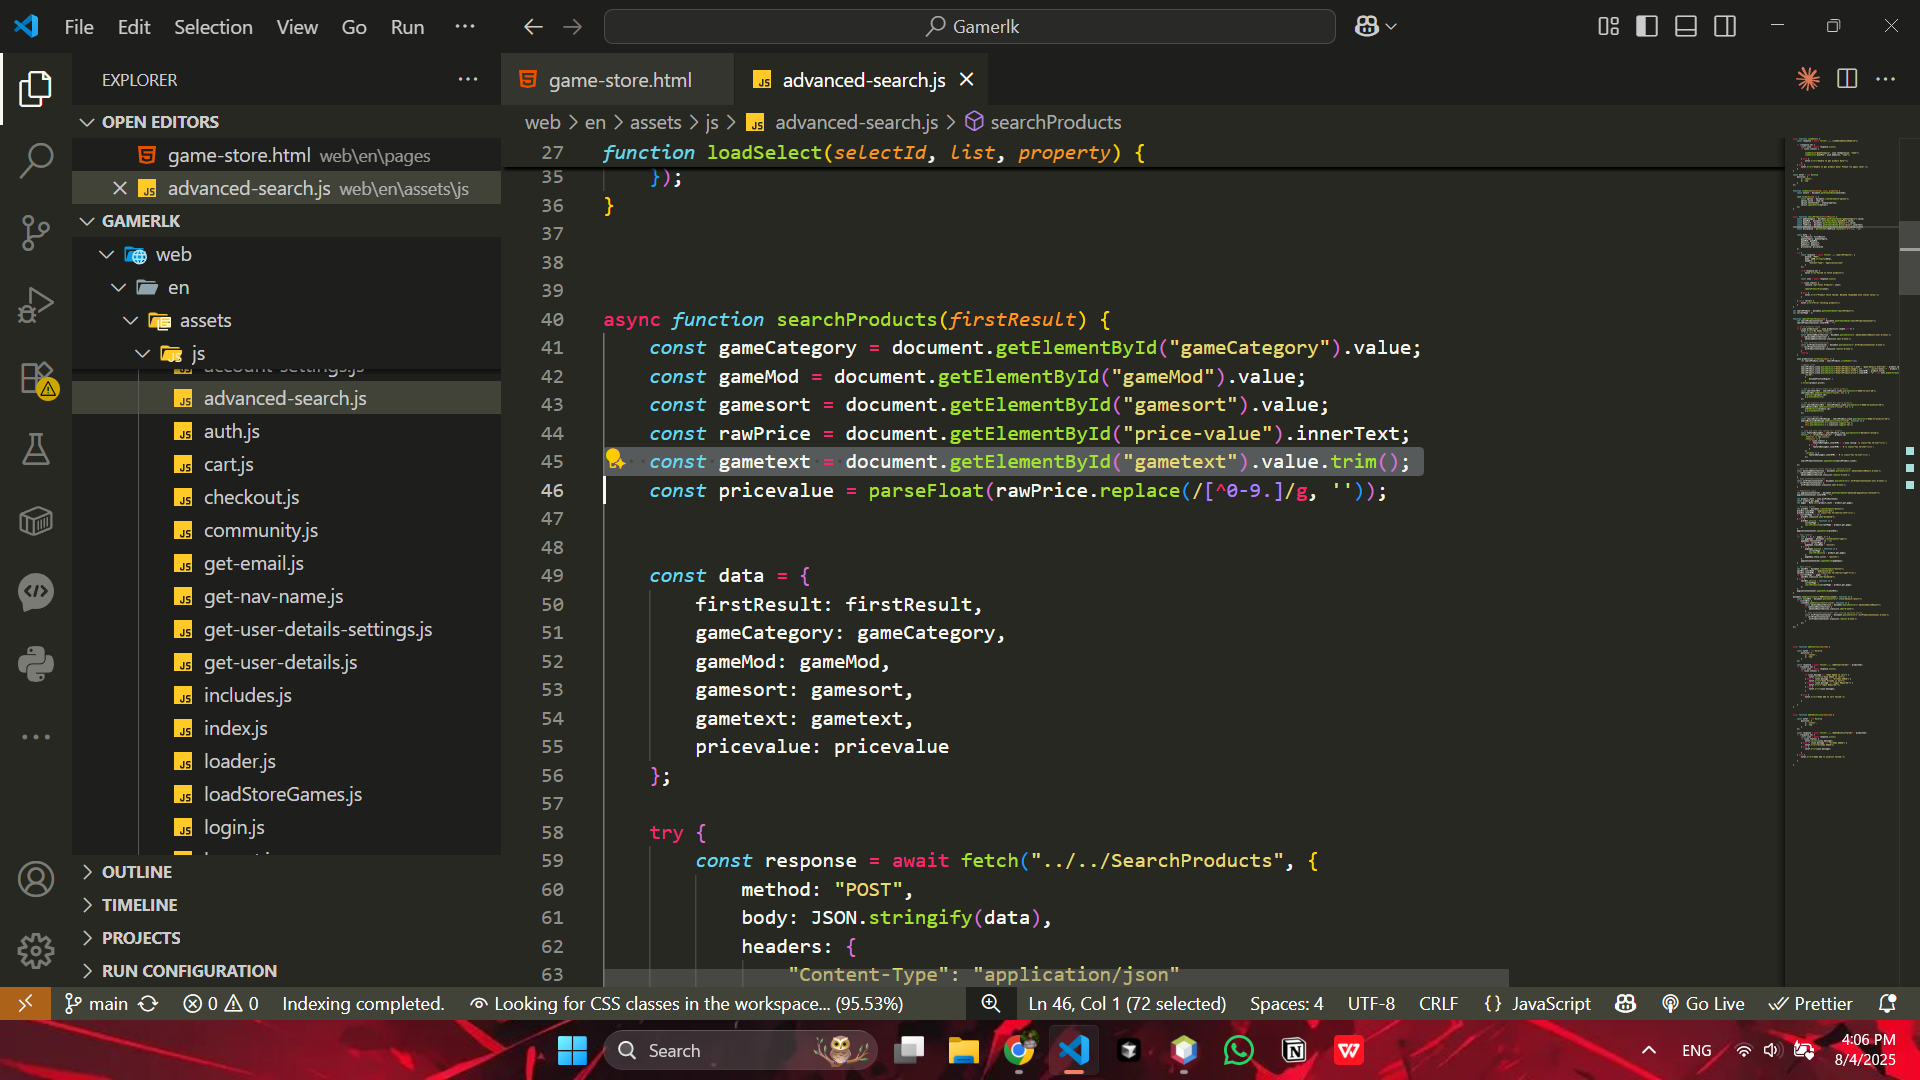 File Edit Selection View Go Run ··· Gamerlk
EXPLORER ···
OPEN EDITORS
game-store.html web\en\pages
advanced-search.js web\en\assets\js
GAMERLK
web
en
assets
js
account-settings.js
advanced-search.js
auth.js
cart.js
checkout.js
community.js
get-email.js
get-nav-name.js
get-user-details-settings.js
get-user-details.js
includes.js
index.js
loader.js
loadStoreGames.js
login.js
OUTLINE
TIMELINE
PROJECTS
RUN CONFIGURATION
game-store.html advanced-search.js
web > en > assets > js > advanced-search.js > searchProducts
27 function loadSelect(selectId, list, property) {
35 });
36 }
37
38
39
40 async function searchProducts(firstResult) {
41 const gameCategory = document.getElementById("gameCategory").value;
42 const gameMod = document.getElementById("gameMod").value;
43 const gamesort = document.getElementById("gamesort").value;
44 const rawPrice = document.getElementById("price-value").innerText;
45 const gametext = document.getElementById("gametext").value.trim();
46 const pricevalue = parseFloat(rawPrice.replace(/[^0-9.]/g, ''));
47
48
49 const data = {
50 firstResult: firstResult,
51 gameCategory: gameCategory,
52 gameMod: gameMod,
53 gamesort: gamesort,
54 gametext: gametext,
55 pricevalue: pricevalue
56 };
57
58 try {
59 const response = await fetch("../../SearchProducts", {
60 method: "POST",
61 body: JSON.stringify(data),
62 headers: {
63 "Content-Type": "application/json"
main 0 0 Indexing completed. Looking for CSS classes in the workspace... (95.53%) Ln 46, Col 1 (72 selected) Spaces: 4 UTF-8 CRLF {} JavaScript Go Live Prettier
Search ENG 4:06 PM
8/4/2025